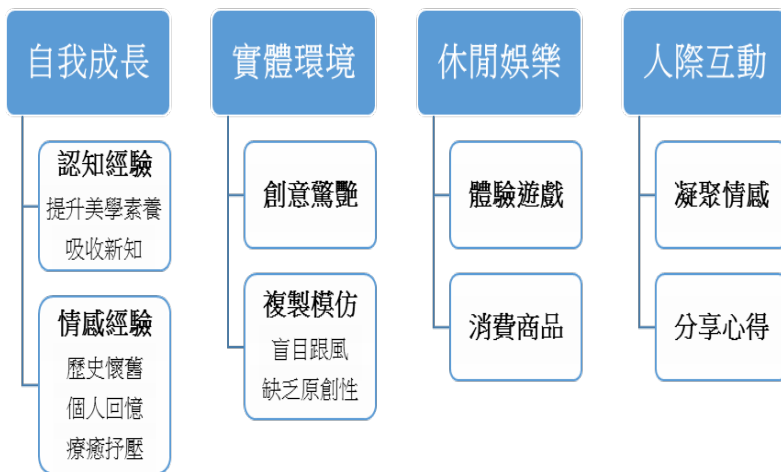 自我成長
認知經驗
提升美學素養
吸收新知
情感經驗
歷史懷舊
個人回憶
療癒抒壓
實體環境
創意驚艷
複製模仿
盲目跟風
缺乏原創性
休閒娛樂
體驗遊戲
消費商品
人際互動
凝聚情感
分享心得